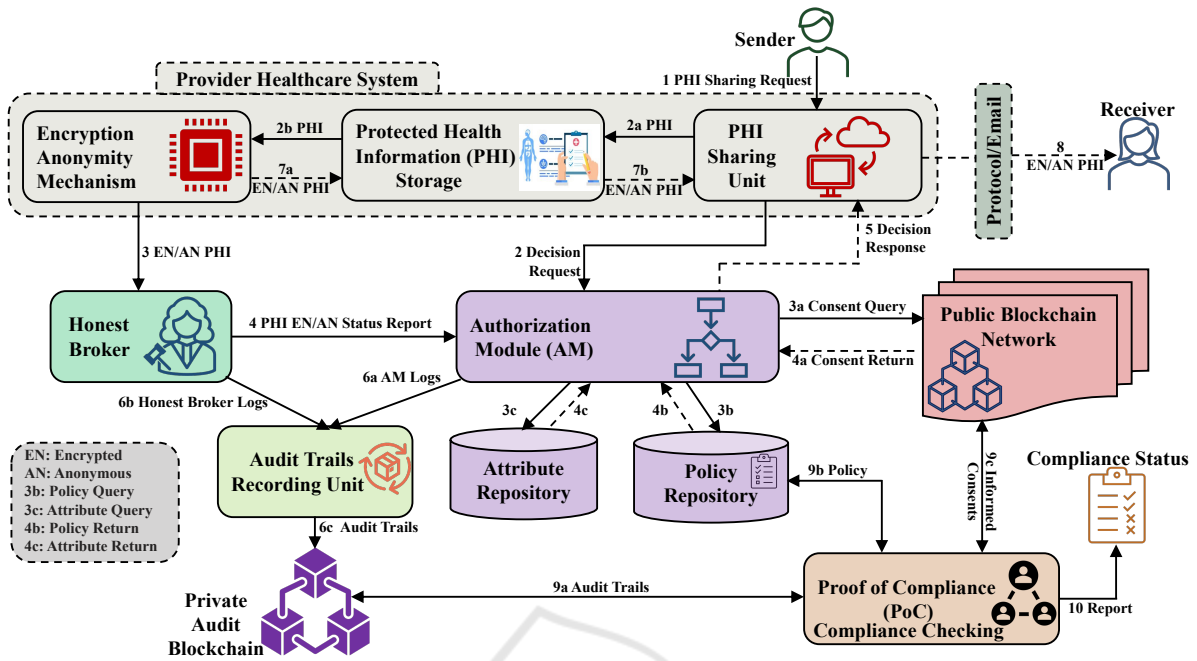 Sender
Provider Healthcare System
1 PHI Sharing Request
Encryption
Anonymity
Mechanism
2b PHI
7a
EN/AN PHI
Protected Health
Information (PHI)
Storage
2a PHI
7b
EN/AN PHI
PHI
Sharing
Unit
Protocol/Email
8
EN/AN PHI
Receiver
3 EN/AN PHI
2 Decision
Request
5 Decision
Response
Honest
Broker
4 PHI EN/AN Status Report
Authorization
Module (AM)
3a Consent Query
4a Consent Return
Public Blockchain
Network
6a AM Logs
6b Honest Broker Logs
3c
4c
4b
3b
Audit Trails
Recording Unit
Attribute
Repository
Policy
Repository
9b Policy
9c Informed
Consents
Compliance Status
EN: Encrypted
AN: Anonymous
3b: Policy Query
3c: Attribute Query
4b: Policy Return
4c: Attribute Return
6c Audit Trails
Private
Audit
Blockchain
9a Audit Trails
Proof of Compliance
(PoC)
Compliance Checking
10 Report